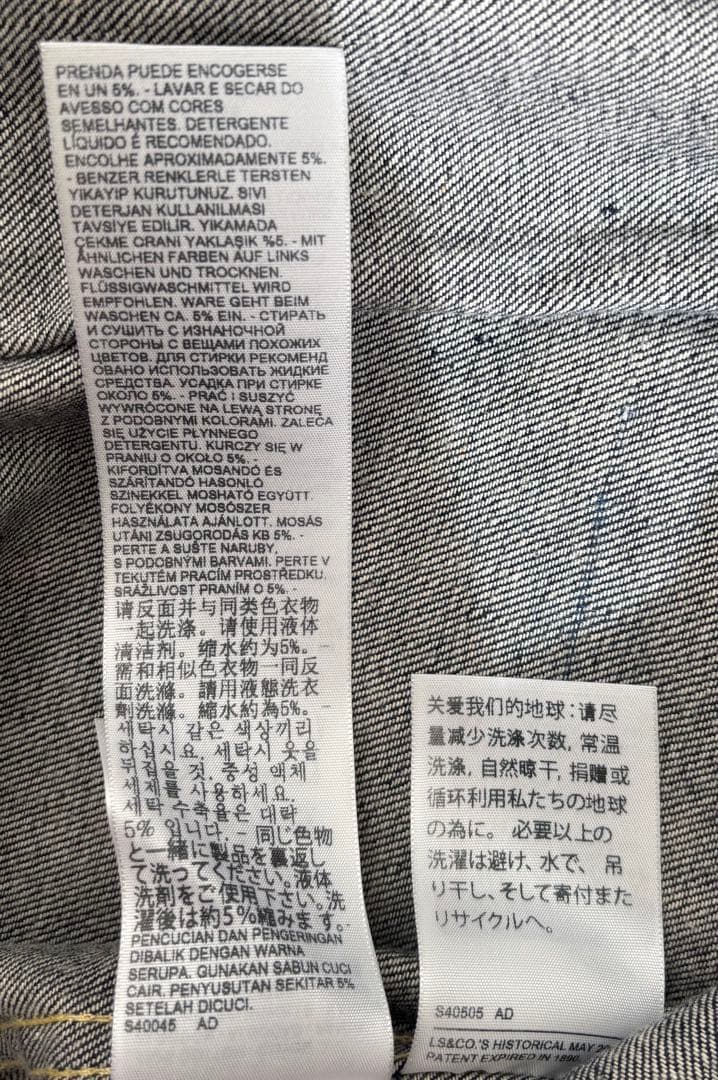 PRENDA PUEDE ENCOGERSE
EN UN 5%. - LAVAR E SECAR DO
AVESSO COM CORES
SEMELHANTES. DETERGENTE
LÍQUIDO É RECOMENDADO.
ENCOLHE APROXIMADAMENTE 5%.
- BENZER RENKLERLE TERSTEN
YIKAYIP KURUTUNUZ. SIVI
DETERJAN KULLANILMASI
TAVSİYE EDİLİR. YIKAMADA
ÇEKME ORANI YAKLAŞIK %5. - MIT
ÄHNLICHEN FARBEN AUF LINKS
WASCHEN UND TROCKNEN.
FLÜSSIGWASCHMITTEL WIRD
EMPFOHLEN. WARE GEHT BEIM
WASCHEN CA. 5% EIN. - СТИРАТЬ
И СУШИТЬ С ИЗНАНОЧНОЙ
СТОРОНЫ С ВЕЩАМИ ПОХОЖИХ
ЦВЕТОВ. ДЛЯ СТИРКИ РЕКОМЕНД
ОВАНО ИСПОЛЬЗОВАТЬ ЖИДКИЕ
СРЕДСТВА. УСАДКА ПРИ СТИРКЕ
ОКОЛО 5%. - PRAĆ I SUSZYĆ
WYWRÓCONE NA LEWĄ STRONĘ
Z PODOBNYMI KOLORAMI. ZALECA
SIĘ UŻYCIE PŁYNNEGO
DETERGENTU. KURCZY SIĘ W
PRANIU O OKOŁO 5%. -
KIFORDÍTVA MOSANDÓ ÉS
SZÁRÍTANDÓ HASONLÓ
SZÍNEKKEL MOSHATÓ EGYÜTT.
FOLYÉKONY MOSÓSZER
HASZNÁLATA AJÁNLOTT. MOSÁS
UTÁNI ZSUGORODÁS KB 5%. -
PERTE A SUŠTE NARUBY,
S PODOBNÝMI BARVAMI. PERTE V
TEKUTÉM PRACÍM PROSTŘEDKU.
SRÁŽLIVOST PRANÍM O 5%. -
请反面并与同类色衣物
一起洗涤。请使用液体
清洁剂。缩水约为5%。 -
需和相似色衣物一同反
面洗滌。請用液態洗衣
劑洗滌。縮水約為5%。 -
세탁시 같은 색상끼리
하십시요. 세탁시 옷을
뒤집을 것. 중성 액체
세제를 사용하세요.
세탁 수축율은 대략
5% 입니다. - 同じ色物
と一緒に製品を裏返し
て洗ってください。液体
洗剤をご使用下さい。洗
濯後は約5%縮みます。-
PENCUCIAN DAN PENGERINGAN
DIBALIK DENGAN WARNA
SERUPA. GUNAKAN SABUN CUCI
CAIR. PENYUSUTAN SEKITAR 5%
SETELAH DICUCI.
S40045 AD
关爱我们的地球：请尽
量减少洗涤次数, 常温
洗涤, 自然晾干, 捐赠或
循环利用私たちの地球
の為に。 必要以上の
洗濯は避け、水で、吊
り干し、そして寄付また
リサイクルへ。
S40505 AD
LS&CO.'S HISTORICAL MAY 20
PATENT EXPIRED IN 1890.